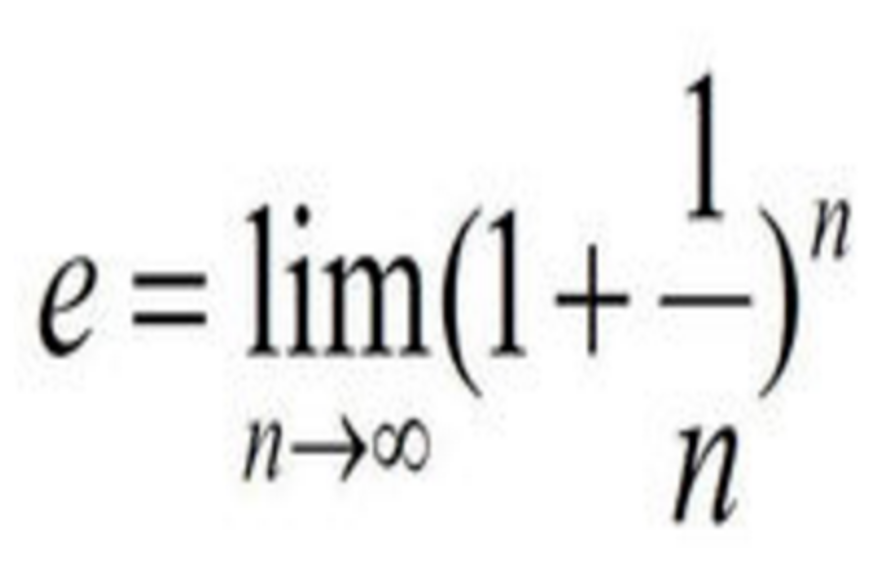 e = lim(1 + 1/n)^n
n→∞